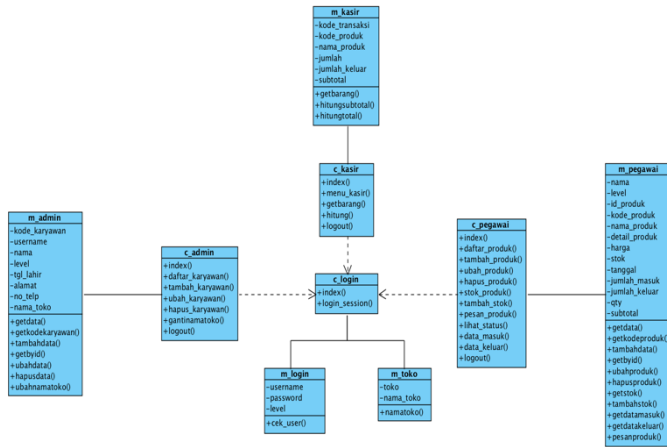 m_kasir
-kode_transaksi
-kode_produk
-nama_produk
-jumlah
-jumlah_keluar
-subtotal
+getbarang()
+hitungsubtotal()
+hitungtotal()
c_kasir
+index()
+menu_kasir()
+getbarang()
+hitung()
+logout()
m_admin
-kode_karyawan
-username
-nama
-level
-tgl_lahir
-alamat
-no_telp
-nama_toko
+getdata()
+getkodekaryawan()
+tambahdata()
+getbyid()
+ubahdata()
+hapusdata()
+ubahnamatoko()
c_admin
+index()
+daftar_karyawan()
+tambah_karyawan()
+ubah_karyawan()
+hapus_karyawan()
+gantinamatoko()
+logout()
c_login
+index()
+login_session()
c_pegawai
+index()
+daftar_produk()
+tambah_produk()
+ubah_produk()
+hapus_produk()
+stok_produk()
+tambah_stok()
+pesan_produk()
+lihat_status()
+data_masuk()
+data_keluar()
+logout()
m_pegawai
-nama
-level
-id_produk
-kode_produk
-nama_produk
-detail_produk
-harga
-stok
-tanggal
-jumlah_masuk
-jumlah_keluar
-qty
-subtotal
+getdata()
+getkodeproduk()
+tambahdata()
+getbyid()
+ubahproduk()
+hapusproduk()
+getstok()
+tambahstok()
+getdatamasuk()
+getdatakeluar()
+pesanproduk()
m_login
-username
-password
-level
+cek_user()
m_toko
-toko
-nama_toko
+namatoko()